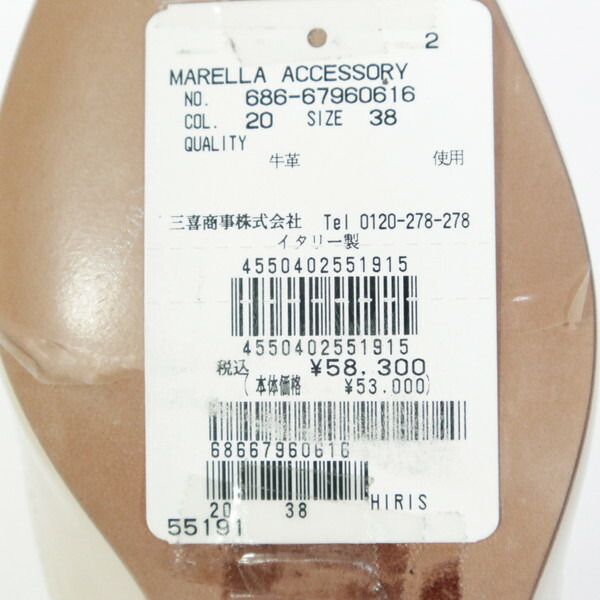 2
MARELLA ACCESSORY
NO. 686-67960616
COL. 20 SIZE 38
QUALITY
牛革 使用
三喜商事株式会社 Tel 0120-278-278
イタリー製
4550402551915
4550402551915
税込 ¥58.300
(本体価格 ¥53.000)
68667960616
20 38 HIRIS
55191